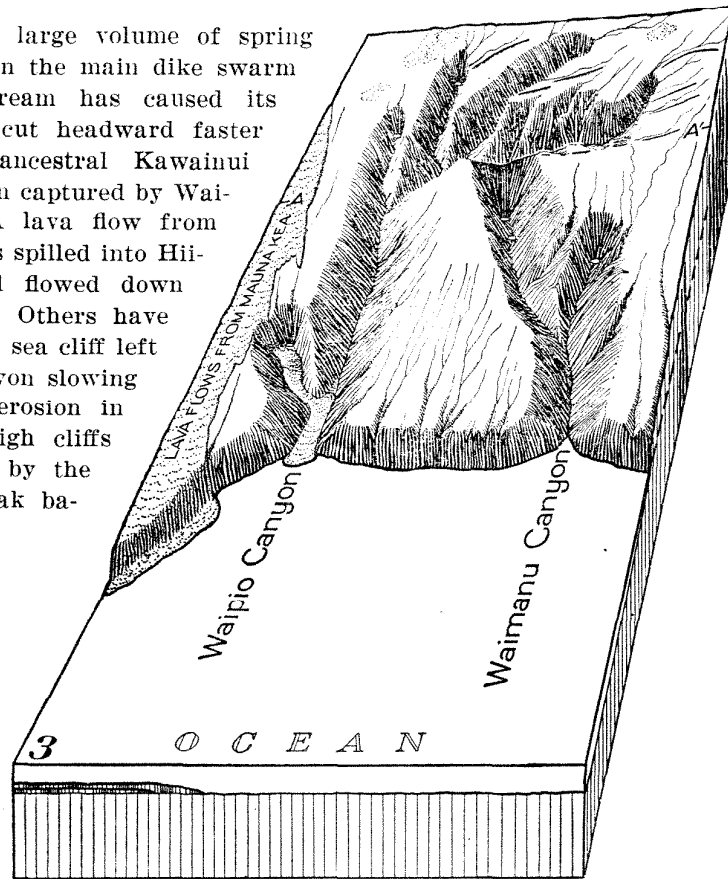 large volume of spring
n the main dike swarm
ream has caused its
cut headward faster
ancestral Kawainui
n captured by Wai-
lava flow from
s spilled into Hii-
l flowed down
Others have
sea cliff left
yon slowing
erosion in
igh cliffs
by the
ak ba-
LAVA FLOWS FROM MAUNA KEA
A'
Waipio Canyon
Waimanu Canyon
3 OCEAN